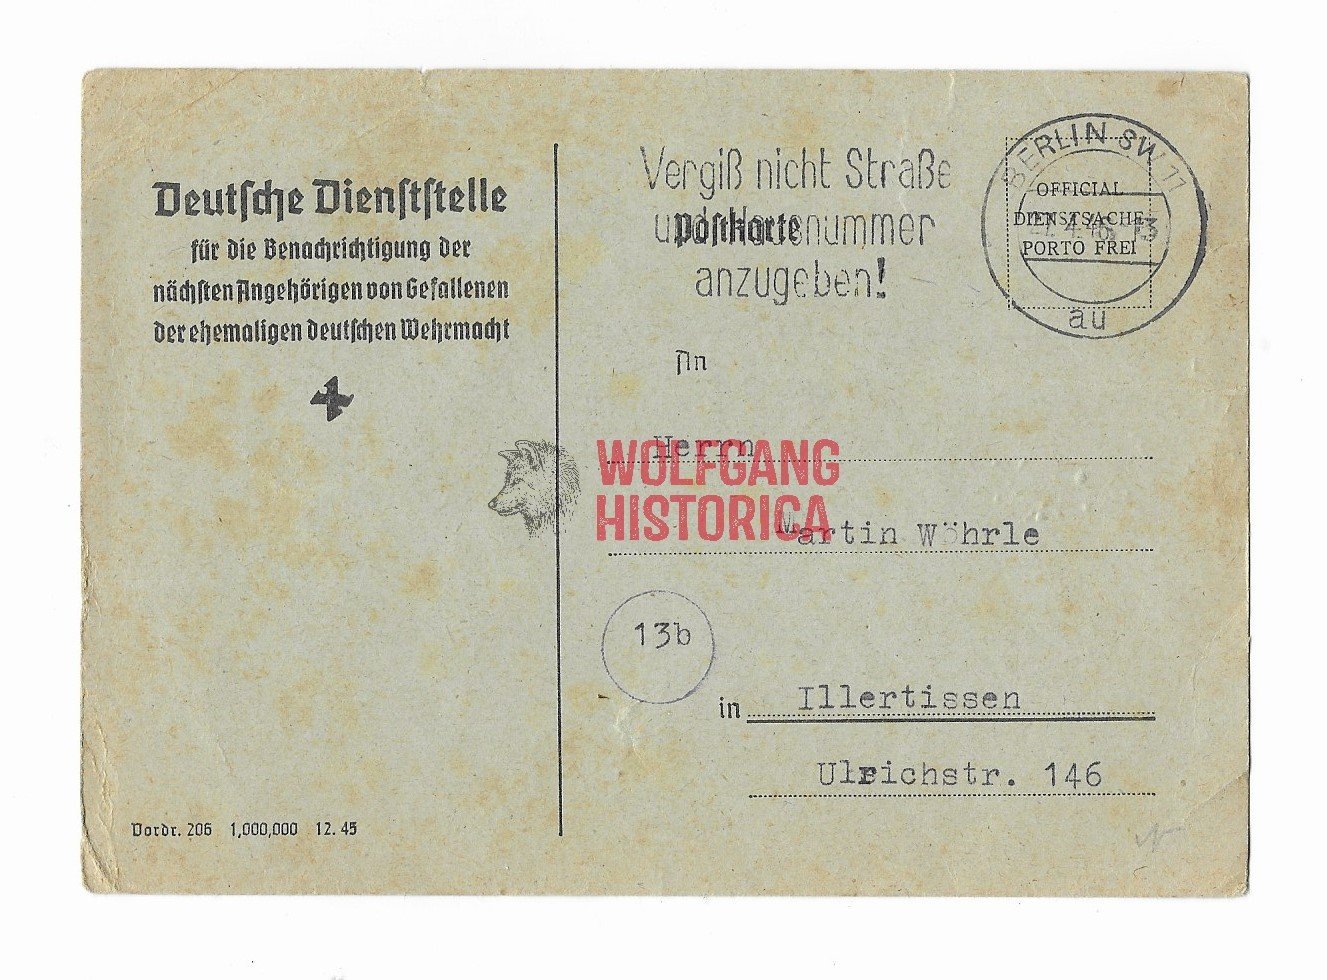 Deutsche Dienststelle
für die Benachrichtigung der
nächsten Angehörigen von Gefallenen
der ehemaligen deutschen Wehrmacht
Vordr. 206 1,000,000 12. 45
Vergiß nicht Straße
und Hausnummer
anzugeben!
Postkarte
BERLIN SW 11
OFFICIAL
DIENSTSACHE
PORTO FREI
au
An
Herrn
WOLFGANG
HISTORICA
Martin Wöhrle
13b
in Illertissen
Ulrichstr. 146